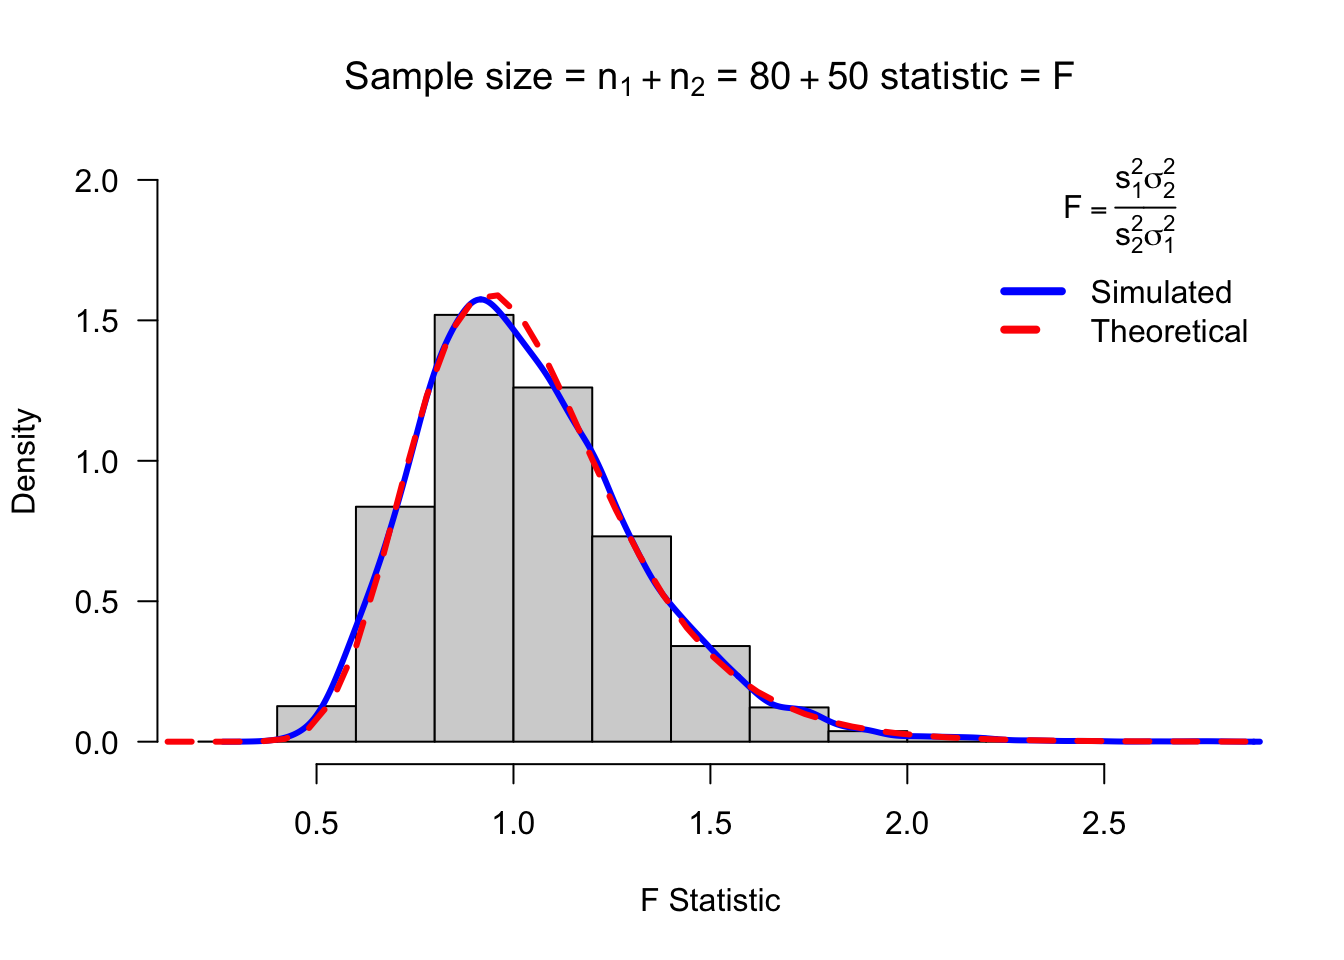 Sample size = n₁ + n₂ = 80 + 50 statistic = F
F = s₁²σ₂² / s₂²σ₁²
Simulated
Theoretical
Density
2.0
1.5
1.0
0.5
0.0
0.5 1.0 1.5 2.0 2.5
F Statistic